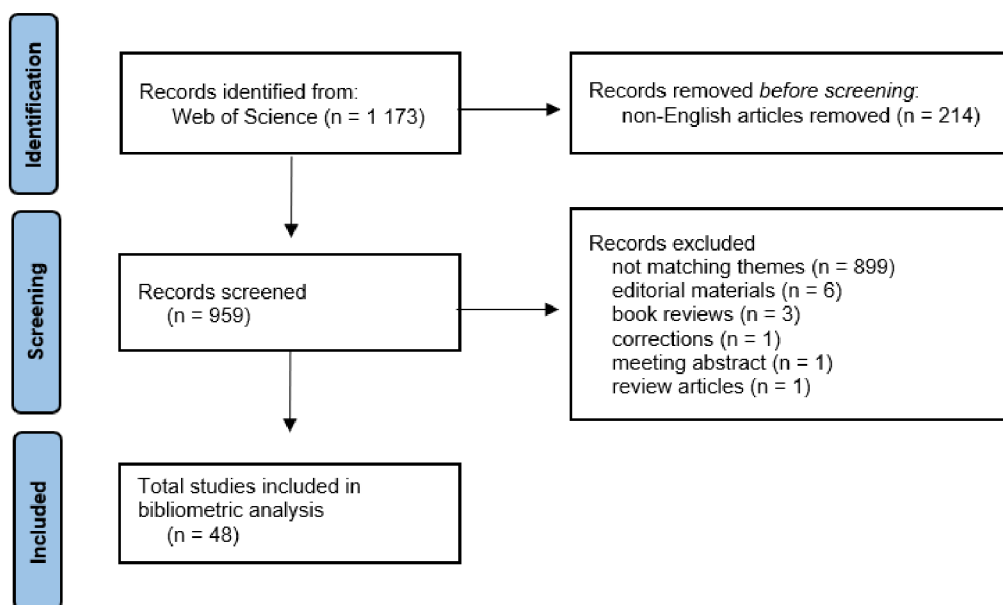 Identification
Records identified from:
Web of Science (n = 1 173)
Records removed before screening:
non-English articles removed (n = 214)
Screening
Records screened
(n = 959)
Records excluded
not matching themes (n = 899)
editorial materials (n = 6)
book reviews (n = 3)
corrections (n = 1)
meeting abstract (n = 1)
review articles (n = 1)
Included
Total studies included in
bibliometric analysis
(n = 48)